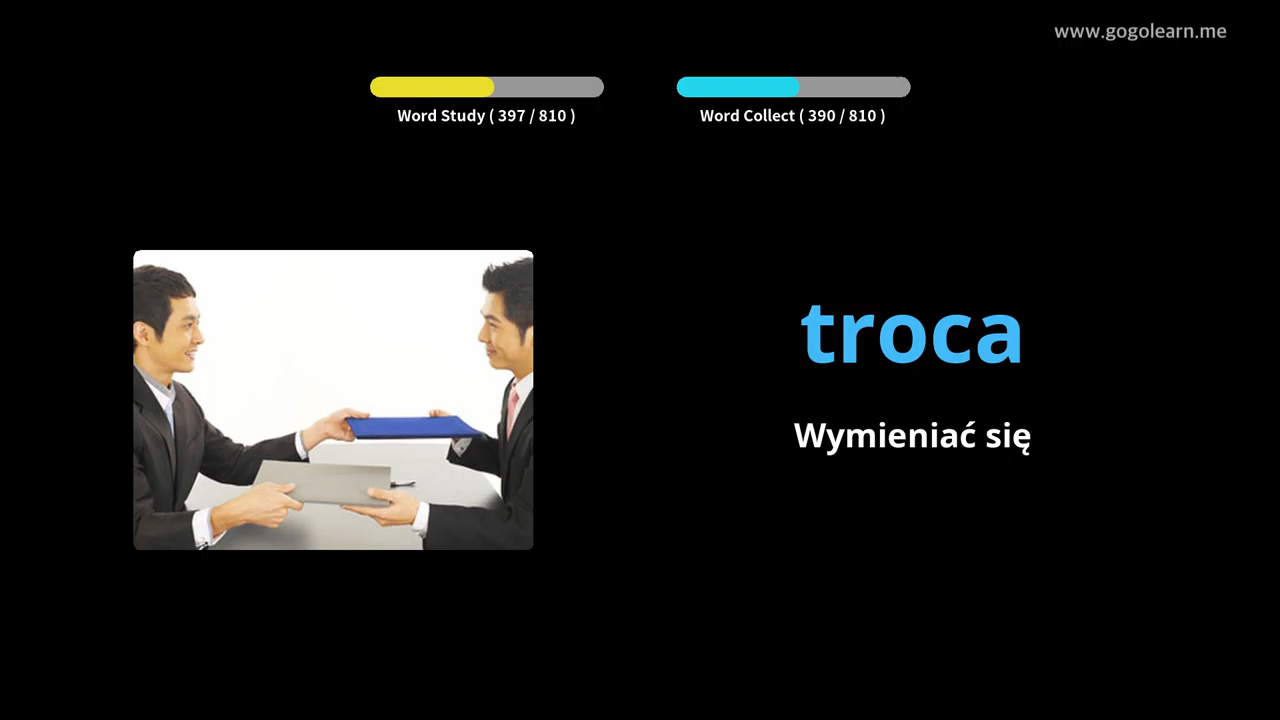 www.gogolearn.me
Word Study ( 397 / 810 )
Word Collect ( 390 / 810 )
troca
Wymieniać się